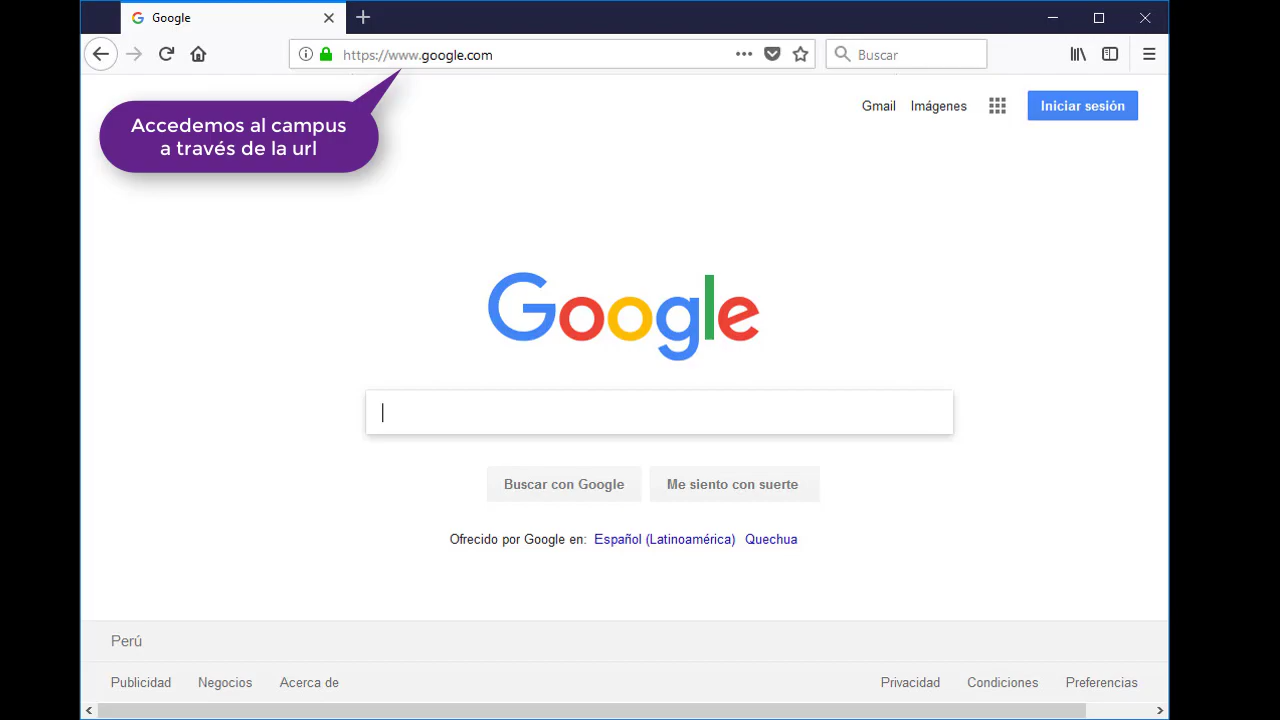 Google
https://www.google.com
Buscar
Accedemos al campus
a través de la url
Gmail Imágenes Iniciar sesión
Google
Buscar con Google Me siento con suerte
Ofrecido por Google en: Español (Latinoamérica) Quechua
Perú
Publicidad Negocios Acerca de Privacidad Condiciones Preferencias